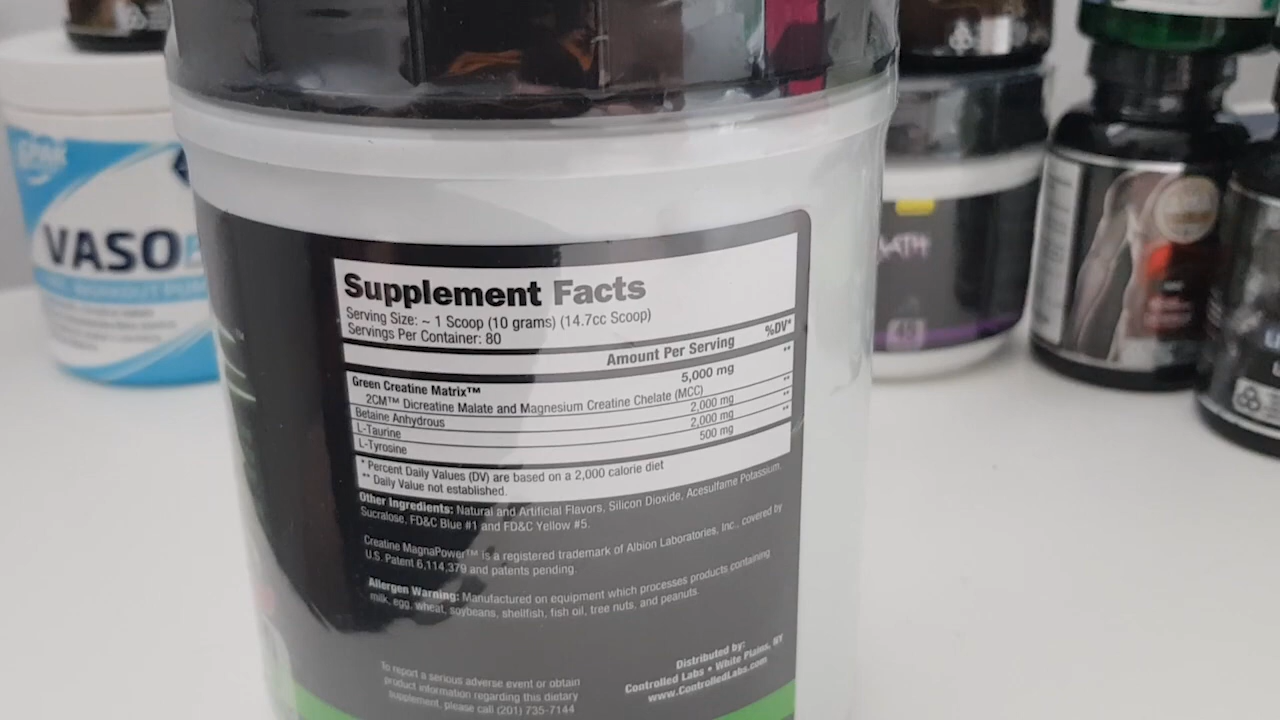 VASO
Supplement Facts
Serving Size: ~ 1 Scoop (10 grams) (14.7cc Scoop)
Servings Per Container: 80
Amount Per Serving %DV*
Green Creatine Matrix™ 5,000 mg **
2CM™ Dicreatine Malate and Magnesium Creatine Chelate (MCC)
Betaine Anhydrous 2,000 mg **
L-Taurine 2,000 mg **
L-Tyrosine 500 mg **
* Percent Daily Values (DV) are based on a 2,000 calorie diet
** Daily Value not established.
Other Ingredients: Natural and Artificial Flavors, Silicon Dioxide, Acesulfame Potassium,
Sucralose, FD&C Blue #1 and FD&C Yellow #5.
Creatine MagnaPower™ is a registered trademark of Albion Laboratories, Inc., covered by
U.S. Patent 6,114,379 and patents pending.
Allergen Warning: Manufactured on equipment which processes products containing
milk, egg, wheat, soybeans, shellfish, fish oil, tree nuts, and peanuts.
To report a serious adverse event or obtain
product information regarding this dietary
supplement, please call (201) 735-7144
Distributed by:
Controlled Labs • White Plains, NY
www.ControlledLabs.com